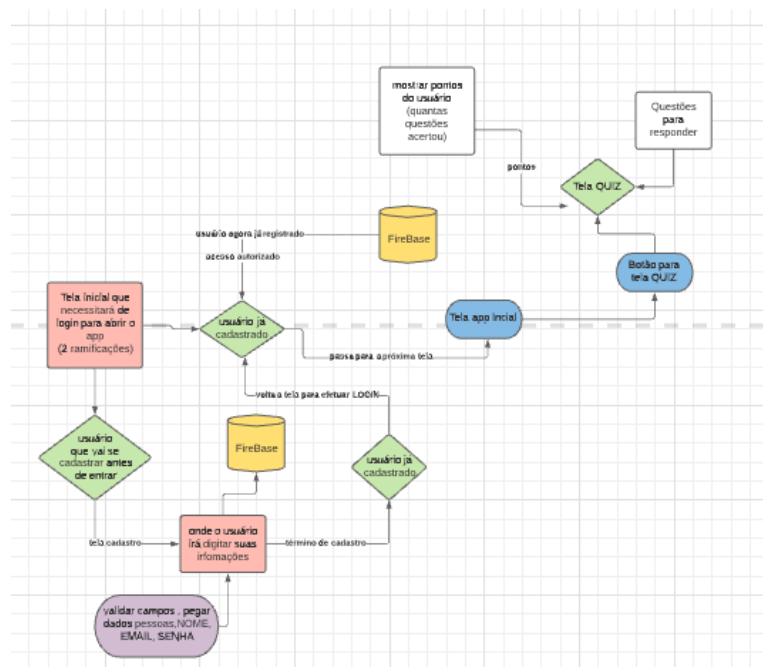 mostrar pontos
do usuário
(quantas
questões
acertou)
Questões
para
responder
pontos
Tela QUIZ
usuário agora já registrado
FireBase
acesso autorizado
Botão para
tela QUIZ
Tela inicial que
necessitará de
login para abrir o
app
(2 ramificações)
usuário já
cadastrado
Tela app Incial
passa para a próxima tela
volta a tela para efetuar LOGIN
usuário
que vai se
cadastrar antes
de entrar
FireBase
usuário já
cadastrado
tela cadastro
onde o usuário
irá digitar suas
irfomações
término de cadastro
validar campos , pegar
dados pessoas,NOME,
EMAIL, SENHA